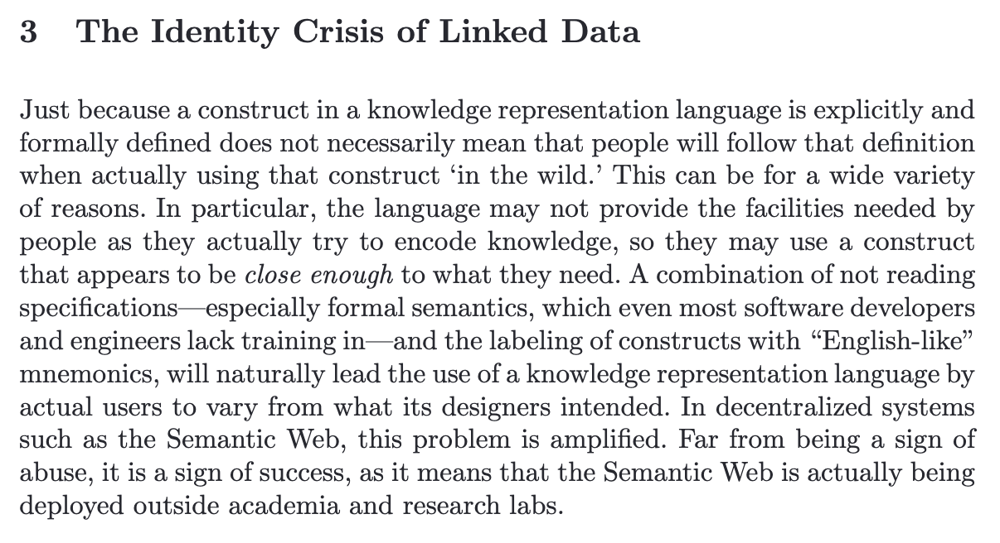 3 The Identity Crisis of Linked Data
Just because a construct in a knowledge representation language is explicitly and
formally defined does not necessarily mean that people will follow that definition
when actually using that construct ‘in the wild.’ This can be for a wide variety
of reasons. In particular, the language may not provide the facilities needed by
people as they actually try to encode knowledge, so they may use a construct
that appears to be close enough to what they need. A combination of not reading
specifications—especially formal semantics, which even most software developers
and engineers lack training in—and the labeling of constructs with “English-like”
mnemonics, will naturally lead the use of a knowledge representation language by
actual users to vary from what its designers intended. In decentralized systems
such as the Semantic Web, this problem is amplified. Far from being a sign of
abuse, it is a sign of success, as it means that the Semantic Web is actually being
deployed outside academia and research labs.